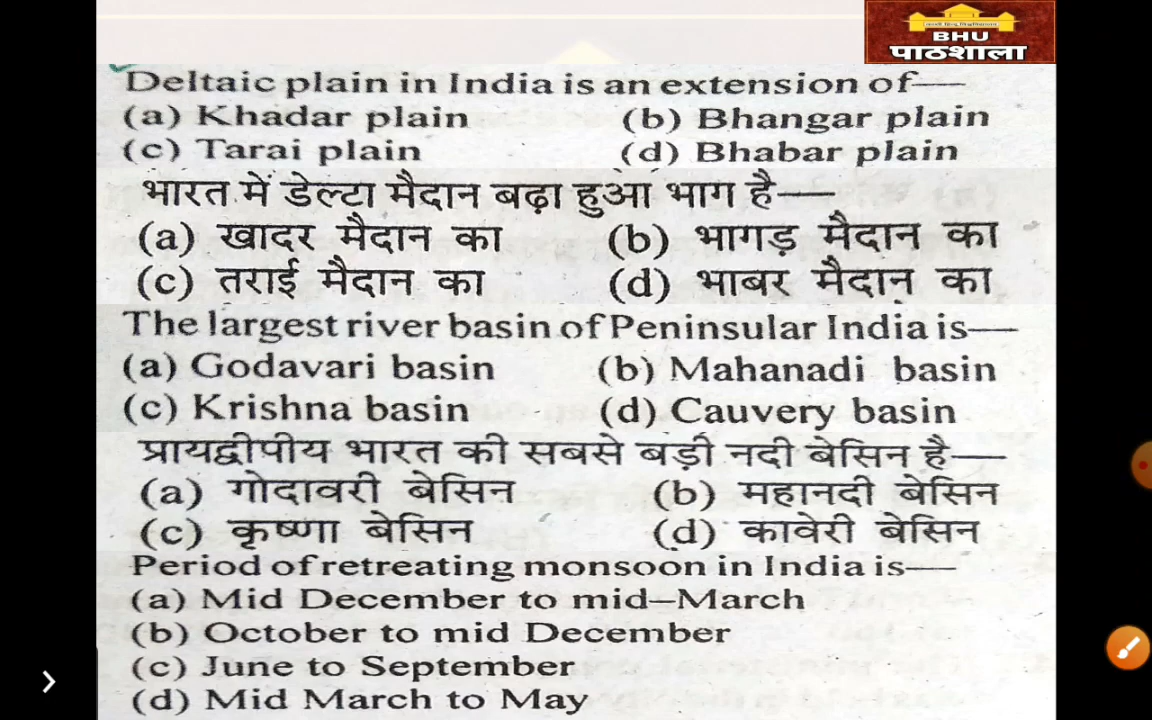 BHU
पाठशाला
Deltaic plain in India is an extension of—
(a) Khadar plain (b) Bhangar plain
(c) Tarai plain (d) Bhabar plain
भारत में डेल्टा मैदान बढ़ा हुआ भाग है—
(a) खादर मैदान का (b) भागड़ मैदान का
(c) तराई मैदान का (d) भाबर मैदान का
The largest river basin of Peninsular India is—
(a) Godavari basin (b) Mahanadi basin
(c) Krishna basin (d) Cauvery basin
प्रायद्वीपीय भारत की सबसे बड़ी नदी बेसिन है—
(a) गोदावरी बेसिन (b) महानदी बेसिन
(c) कृष्णा बेसिन (d) कावेरी बेसिन
Period of retreating monsoon in India is—
(a) Mid December to mid–March
(b) October to mid December
(c) June to September
(d) Mid March to May